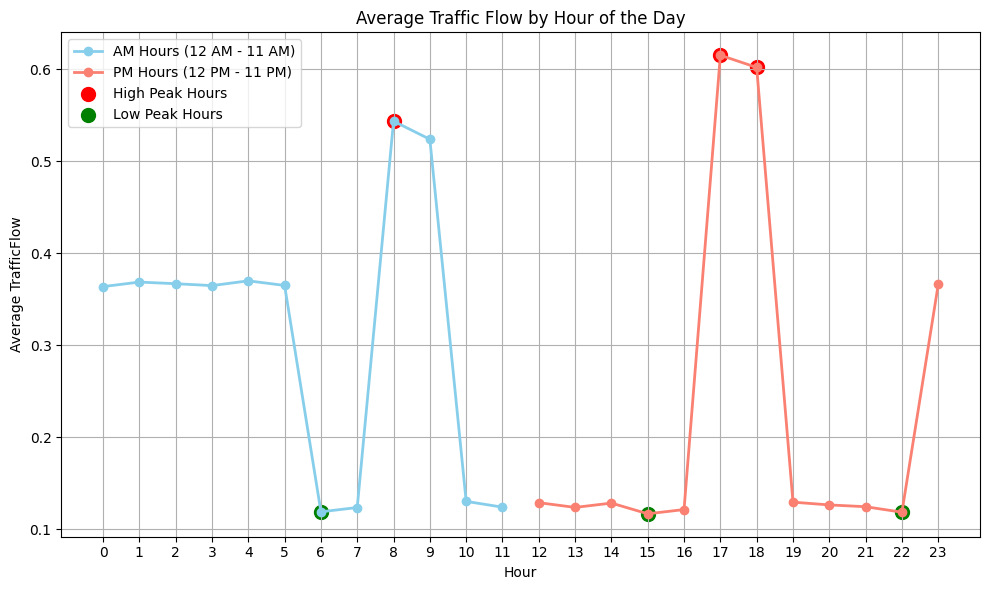 Average Traffic Flow by Hour of the Day
AM Hours (12 AM - 11 AM)
PM Hours (12 PM - 11 PM)
High Peak Hours
Low Peak Hours
Average TrafficFlow
0.6
0.5
0.4
0.3
0.2
0.1
0 1 2 3 4 5 6 7 8 9 10 11 12 13 14 15 16 17 18 19 20 21 22 23
Hour